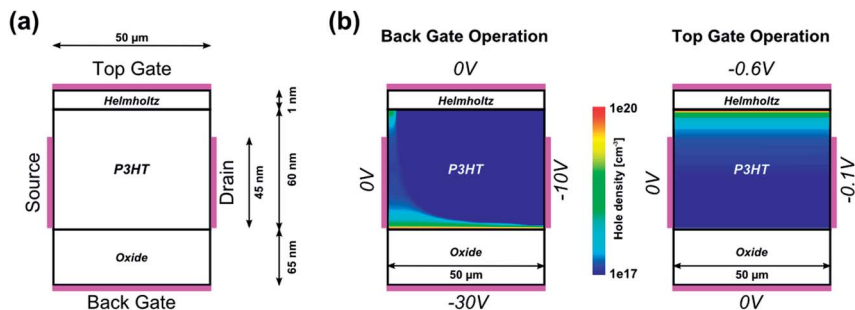 (a)
50 µm
Top Gate
Helmholtz
1 nm
Source
P3HT
Drain
45 nm
60 nm
Oxide
65 nm
Back Gate
(b)
Back Gate Operation
0V
Helmholtz
0V
P3HT
-10V
Oxide
50 µm
-30V
1e20
Hole density [cm-³]
1e17
Top Gate Operation
-0.6V
Helmholtz
0V
P3HT
-0.1V
Oxide
50 µm
0V